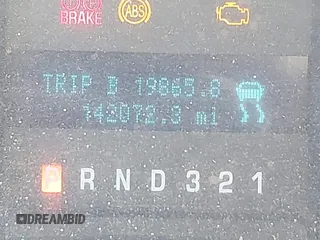 BRAKE ABS
TRIP B 19865.8
142072.3 mi
R N D 3 2 1
DREAMBID